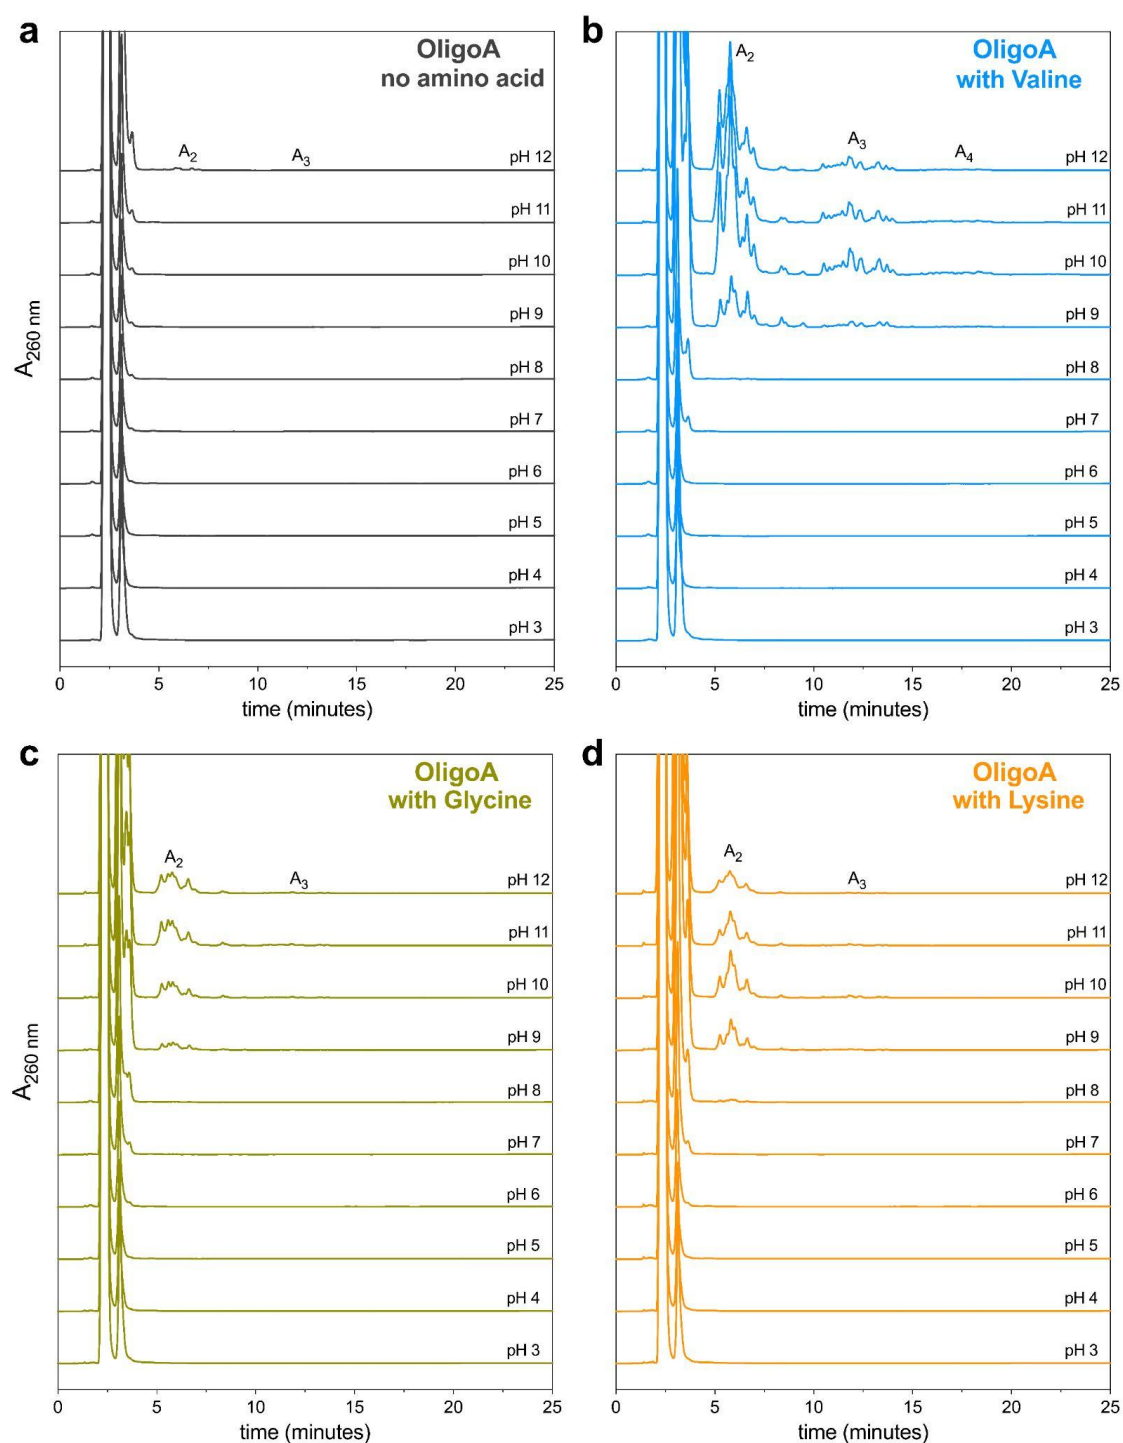 a
OligoA
no amino acid
A2
A3
pH 12
pH 11
pH 10
pH 9
pH 8
pH 7
pH 6
pH 5
pH 4
pH 3
A260 nm
0 5 10 15 20 25
time (minutes)
b
OligoA
with Valine
A2
A3
A4
pH 12
pH 11
pH 10
pH 9
pH 8
pH 7
pH 6
pH 5
pH 4
pH 3
0 5 10 15 20 25
time (minutes)
c
OligoA
with Glycine
A2
A3
pH 12
pH 11
pH 10
pH 9
pH 8
pH 7
pH 6
pH 5
pH 4
pH 3
A260 nm
0 5 10 15 20 25
time (minutes)
d
OligoA
with Lysine
A2
A3
pH 12
pH 11
pH 10
pH 9
pH 8
pH 7
pH 6
pH 5
pH 4
pH 3
0 5 10 15 20 25
time (minutes)